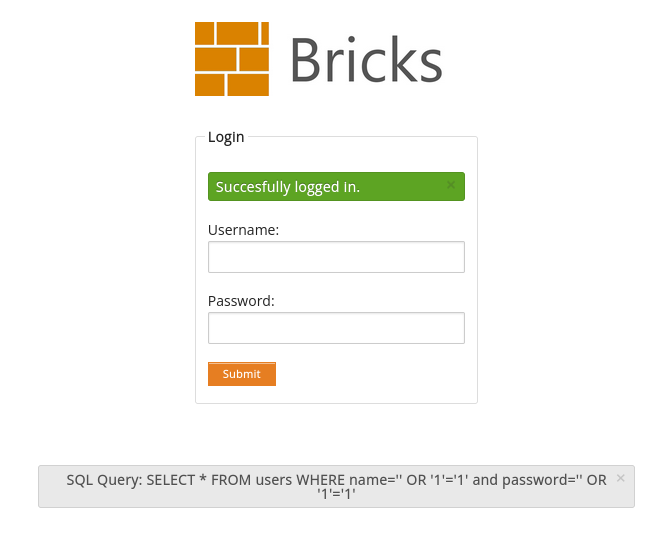 Bricks
Login
Succesfully logged in. ×
Username:
Password:
Submit
SQL Query: SELECT * FROM users WHERE name='' OR '1'='1' and password='' OR ×
'1'='1'